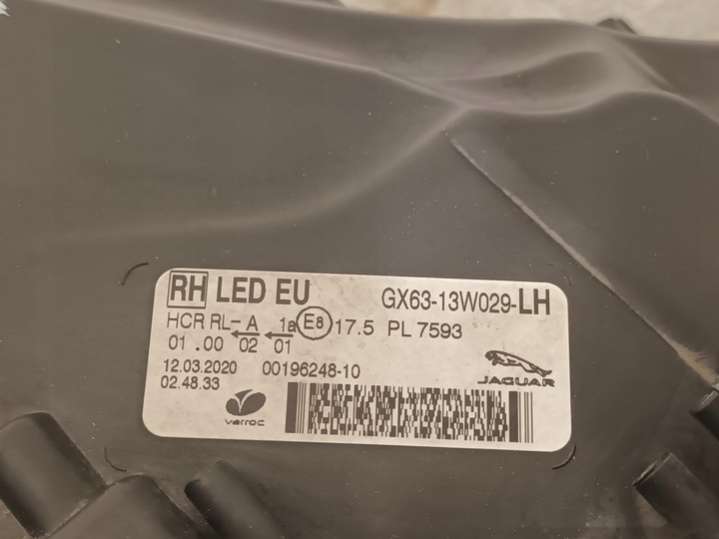 RH LED EU GX63-13W029-LH
HCR RL- A 1a E8 17.5 PL 7593
01 .00 02 01
12.03.2020 00196248-10
02.48.33
JAGUAR
varroc